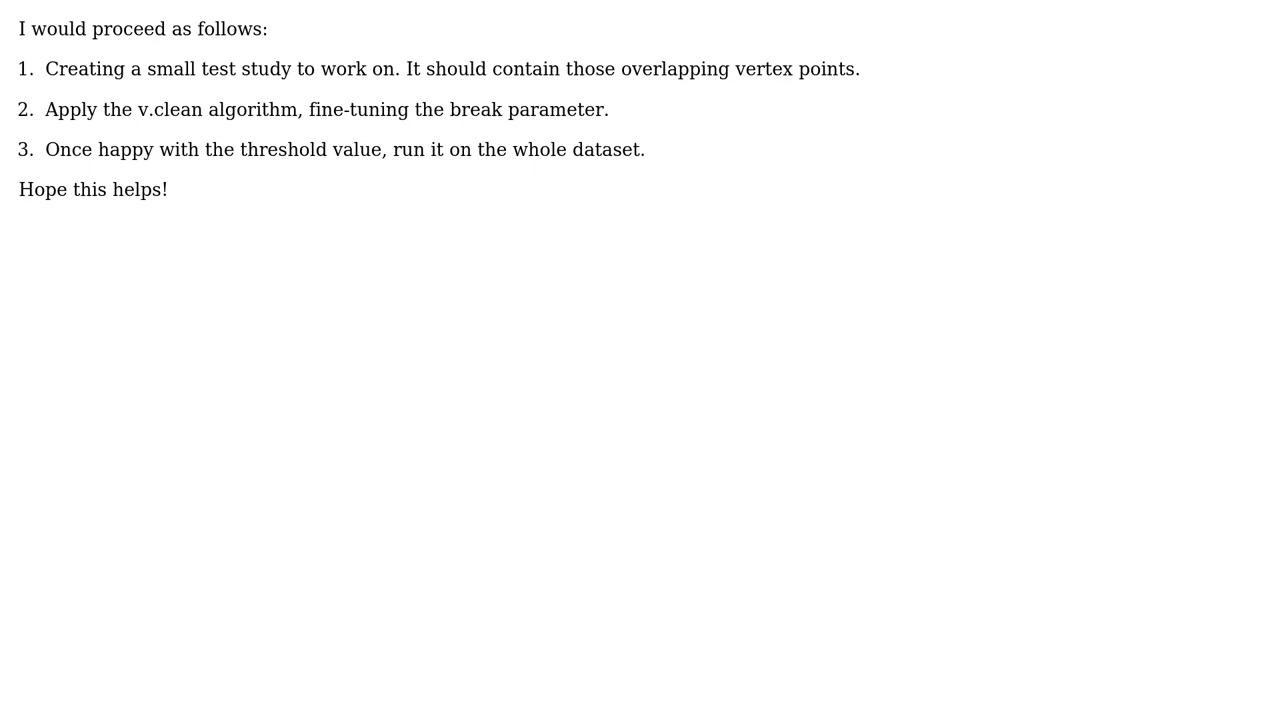 I would proceed as follows:
1. Creating a small test study to work on. It should contain those overlapping vertex points.
2. Apply the v.clean algorithm, fine-tuning the break parameter.
3. Once happy with the threshold value, run it on the whole dataset.
Hope this helps!